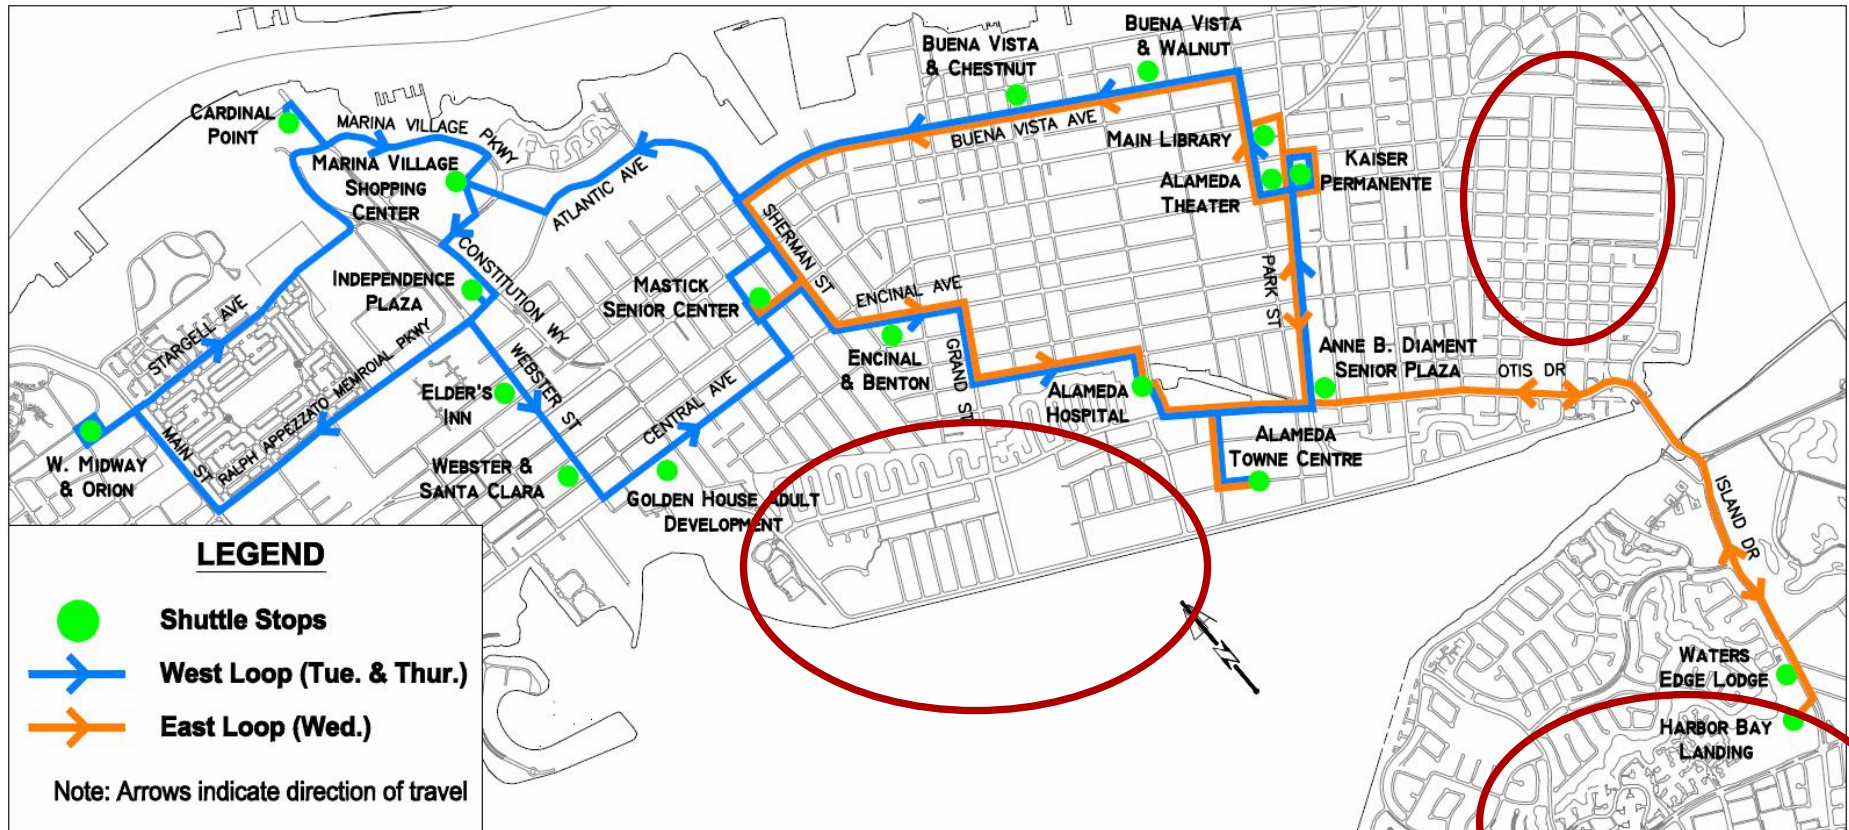 BUENA VISTA
& WALNUT
BUENA VISTA
& CHESTNUT
CARDINAL
POINT
MARINA VILLAGE PKWY
MARINA VILLAGE
SHOPPING
CENTER
ATLANTIC AVE
BUENA VISTA AVE
MAIN LIBRARY
KAISER
PERMANENTE
ALAMEDA
THEATER
SHERMAN ST
CONSTITUTION WY
INDEPENDENCE
PLAZA
MASTICK
SENIOR CENTER
ENCINAL AVE
PARK ST
STARGELL AVE
RALPH APPEZZATO MEMROIAL PKWY
WEBSTER ST
ELDER'S
INN
ENCINAL
& BENTON
GRAND ST
ANNE B. DIAMENT
SENIOR PLAZA
OTIS DR
ALAMEDA
HOSPITAL
CENTRAL AVE
MAIN ST
W. MIDWAY
& ORION
WEBSTER &
SANTA CLARA
GOLDEN HOUSE ADULT
DEVELOPMENT
ALAMEDA
TOWNE CENTRE
ISLAND DR
N
WATERS
EDGE LODGE
HARBOR BAY
LANDING
LEGEND
Shuttle Stops
West Loop (Tue. & Thur.)
East Loop (Wed.)
Note: Arrows indicate direction of travel